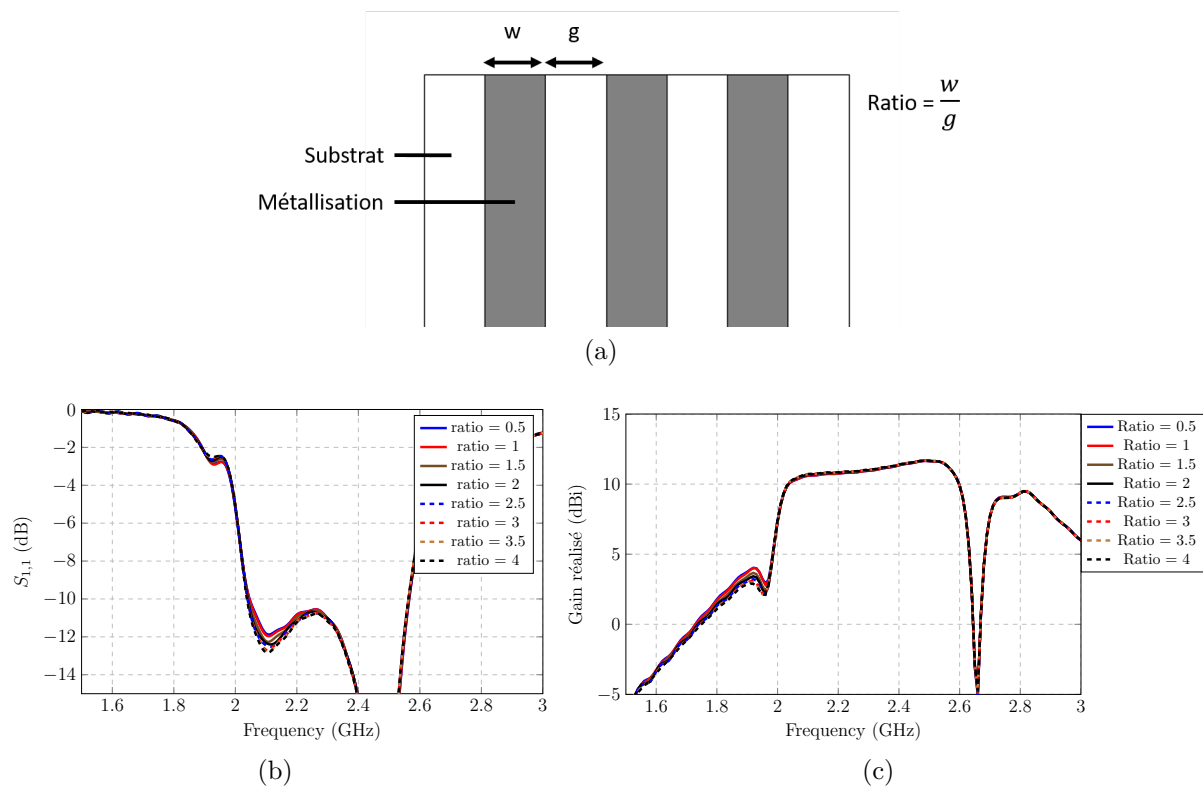 w g
Ratio = w/g
Substrat
Métallisation
(a)
0
−2
−4
−6
−8
−10
−12
−14
S1,1 (dB)
1.6 1.8 2 2.2 2.4 2.6 2.8 3
Frequency (GHz)
ratio = 0.5
ratio = 1
ratio = 1.5
ratio = 2
ratio = 2.5
ratio = 3
ratio = 3.5
ratio = 4
(b)
15
10
5
0
−5
Gain réalisé (dBi)
1.6 1.8 2 2.2 2.4 2.6 2.8 3
Frequency (GHz)
Ratio = 0.5
Ratio = 1
Ratio = 1.5
Ratio = 2
Ratio = 2.5
Ratio = 3
Ratio = 3.5
Ratio = 4
(c)